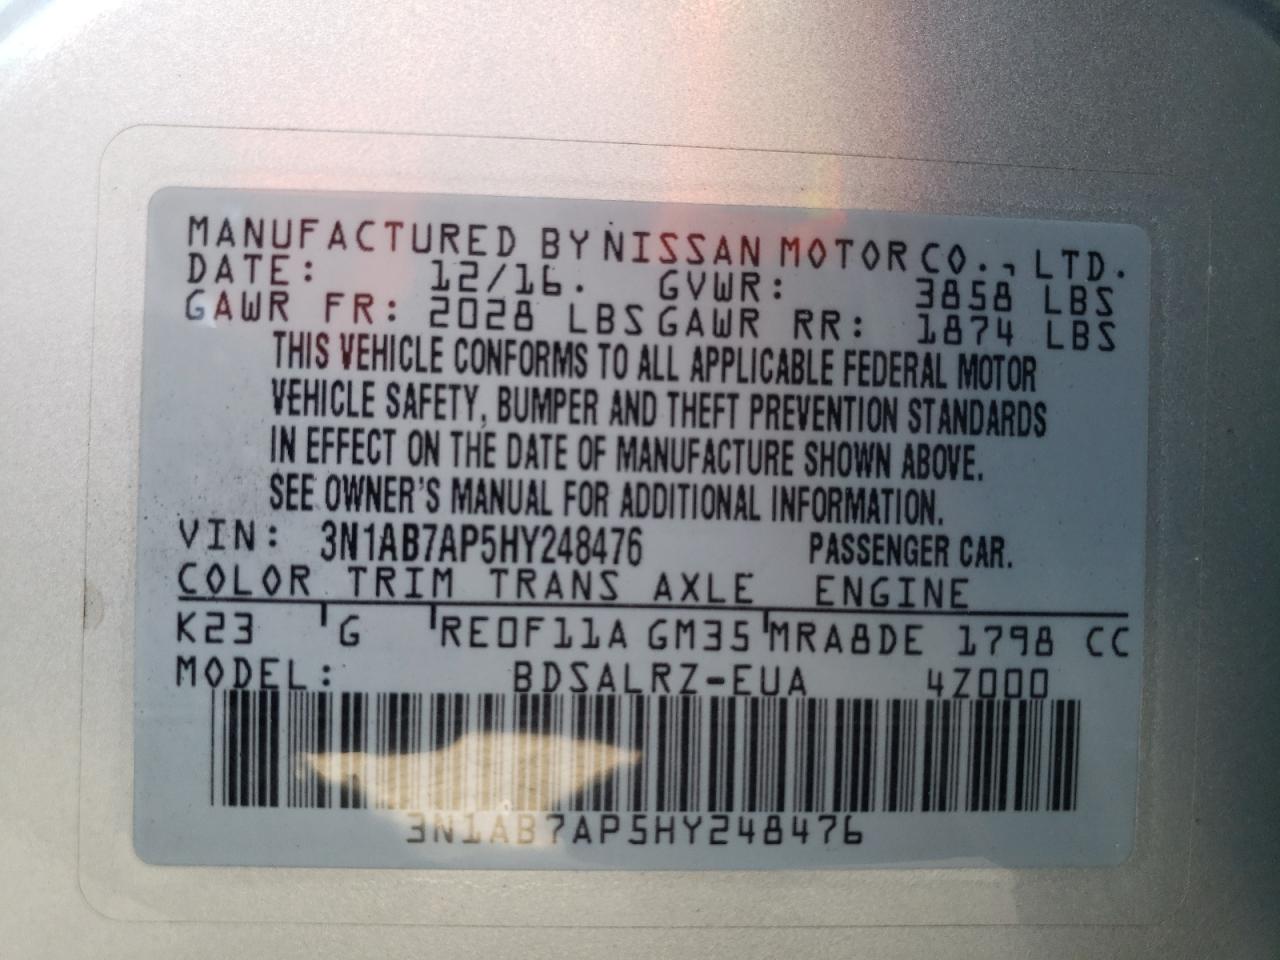 MANUFACTURED BY NISSAN MOTOR CO., LTD.
DATE: 12/16. GVWR: 3858 LBS
GAWR FR: 2028 LBS GAWR RR: 1874 LBS
THIS VEHICLE CONFORMS TO ALL APPLICABLE FEDERAL MOTOR
VEHICLE SAFETY, BUMPER AND THEFT PREVENTION STANDARDS
IN EFFECT ON THE DATE OF MANUFACTURE SHOWN ABOVE.
SEE OWNER'S MANUAL FOR ADDITIONAL INFORMATION.
VIN: 3N1AB7AP5HY248476 PASSENGER CAR.
COLOR TRIM TRANS AXLE ENGINE
K23 G RE0F11A GM35 MRA8DE 1798 CC
MODEL: BDSALRZ-EUA 4Z000
3N1AB7AP5HY248476